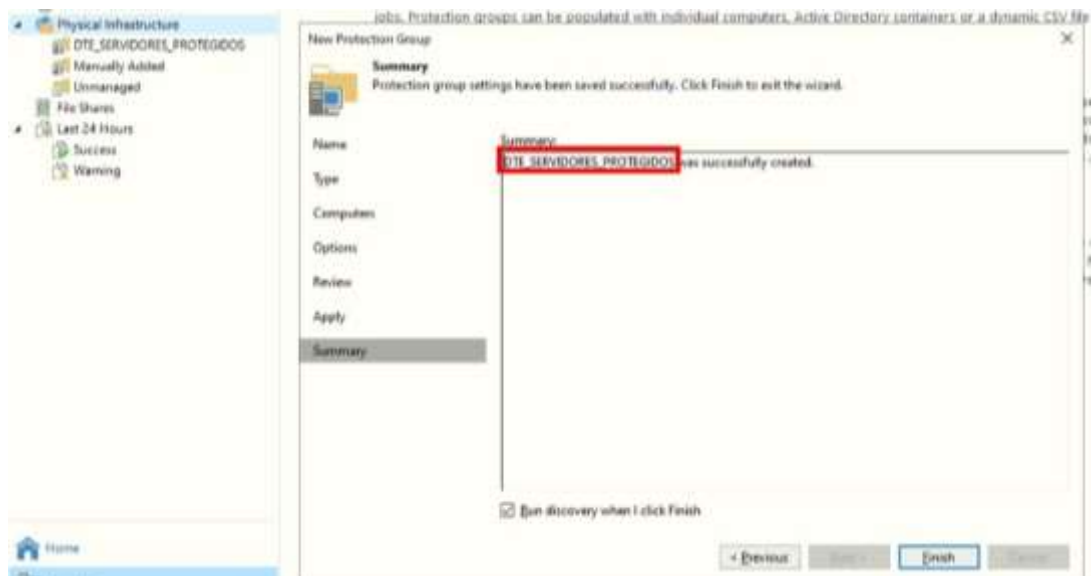 jobs. Protection groups can be populated with individual computers, Active Directory containers or a dynamic CSV file
Physical Infrastructure
DTE_SERVIDORES_PROTEGIDOS
Manually Added
Unmanaged
File Shares
Last 24 Hours
Success
Warning
Home
New Protection Group
Summary
Protection group settings have been saved successfully. Click Finish to exit the wizard.
Name
Type
Computers
Options
Review
Apply
Summary
Summary:
DTE_SERVIDORES_PROTEGIDOS was successfully created.
Run discovery when I click Finish
< Previous
Finish